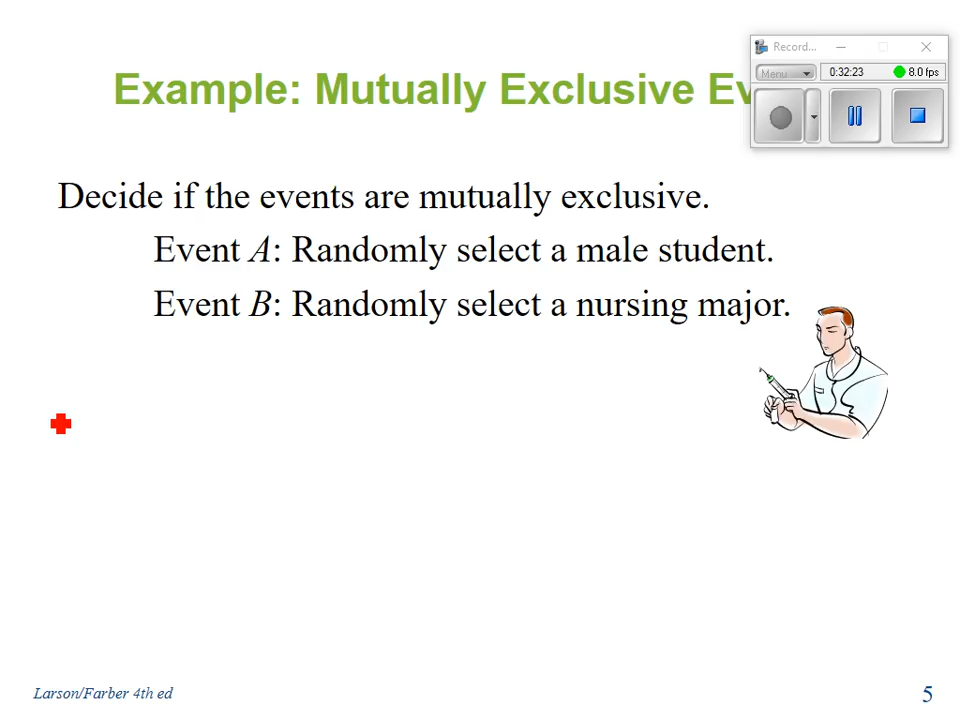 Record...
Menu
0:32:23
8.0 fps
Example: Mutually Exclusive
Decide if the events are mutually exclusive.
Event A: Randomly select a male student.
Event B: Randomly select a nursing major.
Larson/Farber 4th ed
5